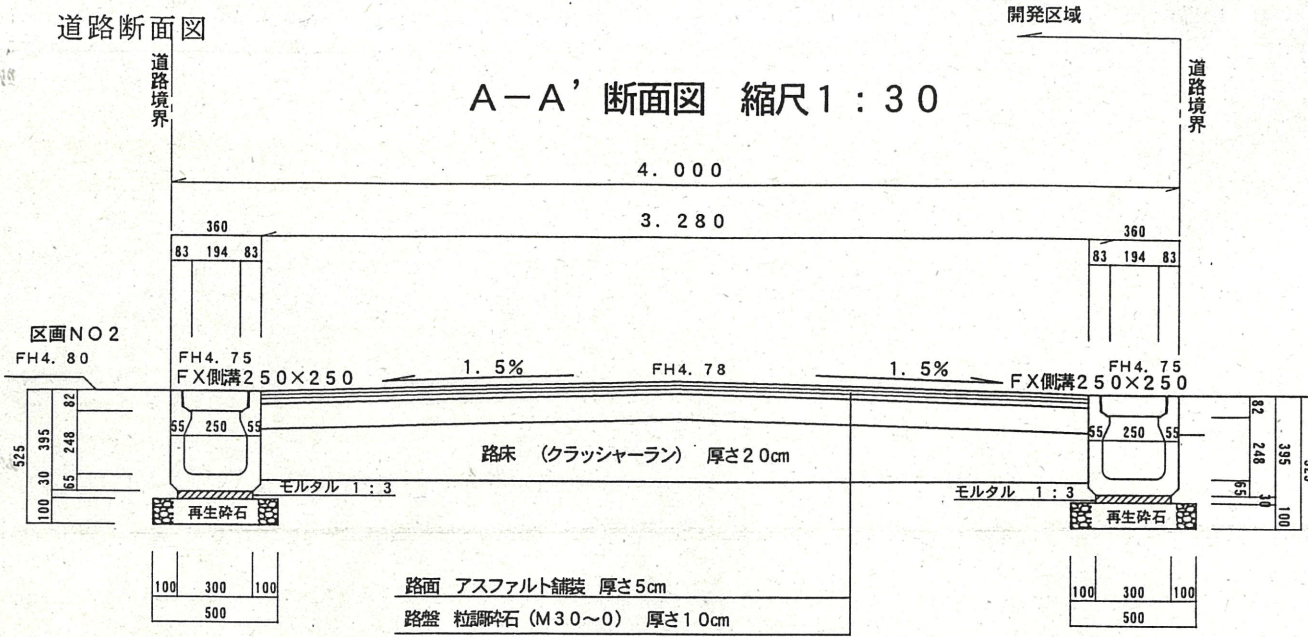 道路断面図
開発区域
道路境界
道路境界
A-A’ 断面図 縮尺1:30
4.000
3.280
360
360
83 194 83
83 194 83
区画NO2
FH4.80
FH4.75
FX側溝250×250
1.5%
FH4.78
1.5%
FH4.75
FX側溝250×250
525
395
30
100
82
248
65
55 250 55
55 250 55
82
248
65
30
395
100
路床 (クラッシャーラン) 厚さ20cm
モルタル 1:3
モルタル 1:3
再生砕石
再生砕石
100 300 100
500
100 300 100
500
路面 アスファルト舗装 厚さ5cm
路盤 粒調砕石(M30~0) 厚さ10cm